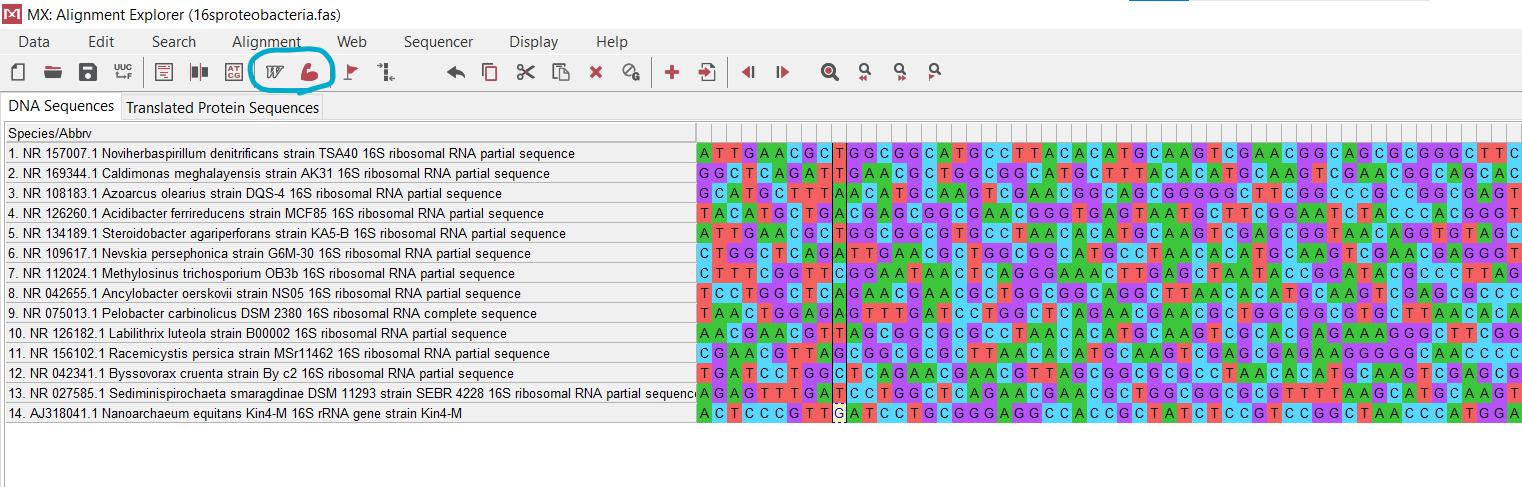 MX: Alignment Explorer (16sproteobacteria.fas)
Data Edit Search Alignment Web Sequencer Display Help
UUC F AT CG W G
DNA Sequences Translated Protein Sequences
Species/Abbrv
1. NR 157007.1 Noviherbaspirillum denitrificans strain TSA40 16S ribosomal RNA partial sequence ATTGAACGCTGGCGGCATGCCTTACACATGCAAGTCGAACGGCAGCGCGGGCTTC
2. NR 169344.1 Caldimonas meghalayensis strain AK31 16S ribosomal RNA partial sequence GGCTCAGATTGAACGCTGGCGGCATGCTTTACACATGCAAGTCGAACGGCAGCAC
3. NR 108183.1 Azoarcus olearius strain DQS-4 16S ribosomal RNA partial sequence GCATGCTTTAACATGCAAGTCGAACGGCAGCGGGGGCTTCGGCCCGCCGGCGAGT
4. NR 126260.1 Acidibacter ferrireducens strain MCF85 16S ribosomal RNA partial sequence TACATGCTGACGAGCGGCGAACGGGTGAGTAATGCTTCGGAATCTACCCACGGGT
5. NR 134189.1 Steroidobacter agariperforans strain KA5-B 16S ribosomal RNA partial sequence ATTGAACGCTGGCGGCGTGCCTAACACATGCAAGTCGAGCGGTAACAGGTGTAGC
6. NR 109617.1 Nevskia persephonica strain G6M-30 16S ribosomal RNA partial sequence CTGGCTCAGATTGAACGCTGGCGGCATGCCTAACACATGCAAGTCGAACGAGGGT
7. NR 112024.1 Methylosinus trichosporium OB3b 16S ribosomal RNA partial sequence CTTTCGGTTCGGAATAACTCAGGGAAACTTGAGCTAATACCGGATACGCCCTTAG
8. NR 042655.1 Ancylobacter oerskovii strain NS05 16S ribosomal RNA partial sequence TCCTGGCTCAGAACGAACGCTGGCGGCAGGCTTAACACATGCAAGTCGAGCGCCC
9. NR 075013.1 Pelobacter carbinolicus DSM 2380 16S ribosomal RNA complete sequence TAACTGGAGAGTTTGATCCTGGCTCAGAACGAACGCTGGCGGCGTGCTTAACACA
10. NR 126182.1 Labilithrix luteola strain B00002 16S ribosomal RNA partial sequence AACGAACGTTAGCGGCGCGCCTAACACATGCAAGTCGCACGAGAAAGGGCTTCGG
11. NR 156102.1 Racemicystis persica strain MSr11462 16S ribosomal RNA partial sequence CGAACGTTAGCGGCGCGCTTAACACATGCAAGTCGAGCGAGAAGGGGGCAACCCC
12. NR 042341.1 Byssovorax cruenta strain By c2 16S ribosomal RNA partial sequence TGATCCTGGCTCAGAACGAACGTTAGCGGCGCGCCTAACACATGCAAGTCGAGCG
13. NR 027585.1 Sediminispirochaeta smaragdinae DSM 11293 strain SEBR 4228 16S ribosomal RNA partial sequence AGAGTTTGATCCTGGCTCAGAACGAACGCTGGCGGCGCGTTTTAAGCATGCAAGT
14. AJ318041.1 Nanoarchaeum equitans Kin4-M 16S rRNA gene strain Kin4-M ACTCCCGTTGATCCTGCGGGAGGCCACCGCTATCTCCGTCCGGCTAACCCATGGA